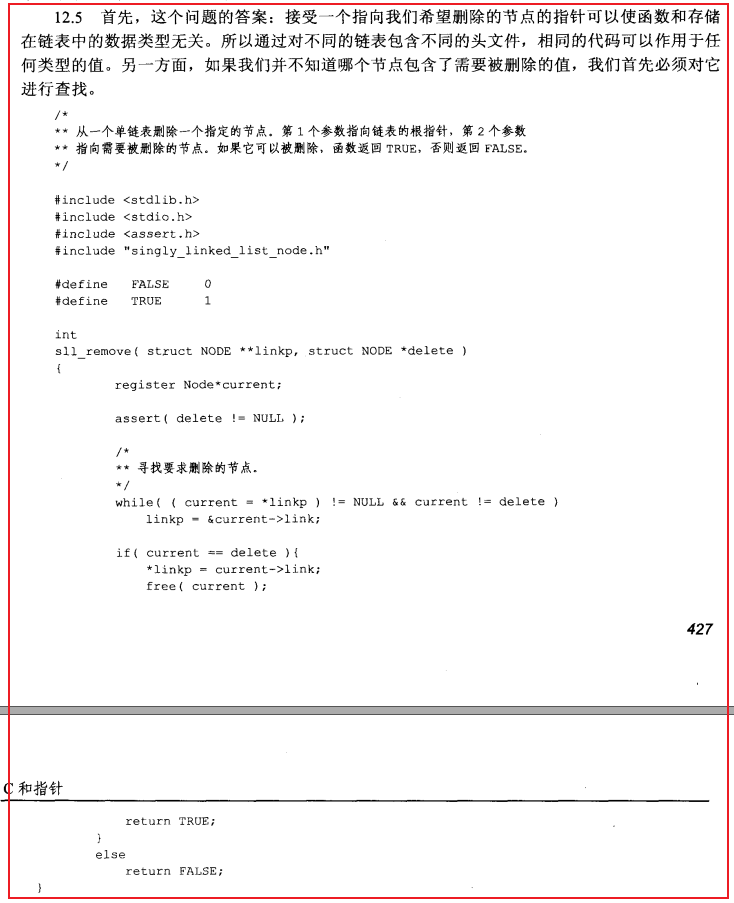 12.5 首先，这个问题的答案：接受一个指向我们希望删除的节点的指针可以使函数和存储
在链表中的数据类型无关。所以通过对不同的链表包含不同的头文件，相同的代码可以作用于任
何类型的值。另一方面，如果我们并不知道哪个节点包含了需要被删除的值，我们首先必须对它
进行查找。
/*
** 从一个单链表删除一个指定的节点。第 1 个参数指向链表的根指针，第 2 个参数
** 指向需要被删除的节点。如果它可以被删除，函数返回 TRUE，否则返回 FALSE。
*/
#include <stdlib.h>
#include <stdio.h>
#include <assert.h>
#include "singly_linked_list_node.h"
#define FALSE 0
#define TRUE 1
int
sll_remove( struct NODE **linkp, struct NODE *delete )
{
register Node*current;
assert( delete != NULL );
/*
** 寻找要求删除的节点。
*/
while( ( current = *linkp ) != NULL && current != delete )
linkp = &current->link;
if( current == delete ){
*linkp = current->link;
free( current );
427
C 和指针
return TRUE;
}
else
return FALSE;
}